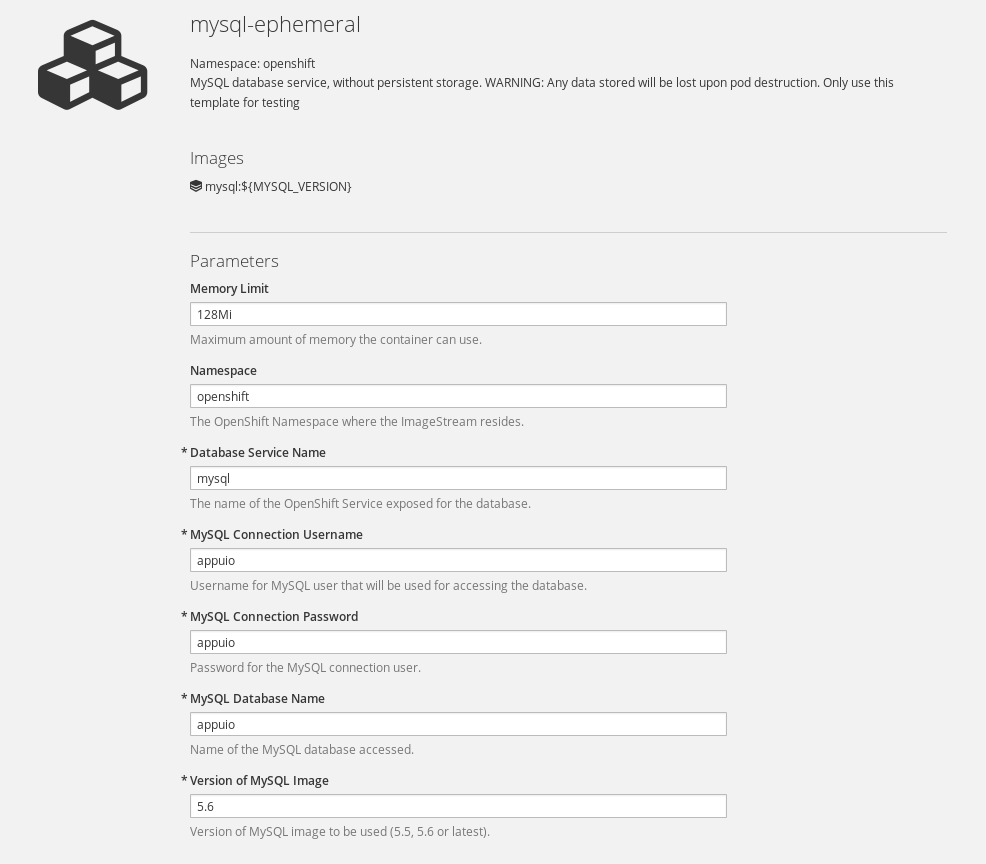 mysql-ephemeral
Namespace: openshift
MySQL database service, without persistent storage. WARNING: Any data stored will be lost upon pod destruction. Only use this
template for testing
Images
mysql:${MYSQL_VERSION}
Parameters
Memory Limit
128Mi
Maximum amount of memory the container can use.
Namespace
openshift
The OpenShift Namespace where the ImageStream resides.
* Database Service Name
mysql
The name of the OpenShift Service exposed for the database.
* MySQL Connection Username
appuio
Username for MySQL user that will be used for accessing the database.
* MySQL Connection Password
appuio
Password for the MySQL connection user.
* MySQL Database Name
appuio
Name of the MySQL database accessed.
* Version of MySQL Image
5.6
Version of MySQL image to be used (5.5, 5.6 or latest).